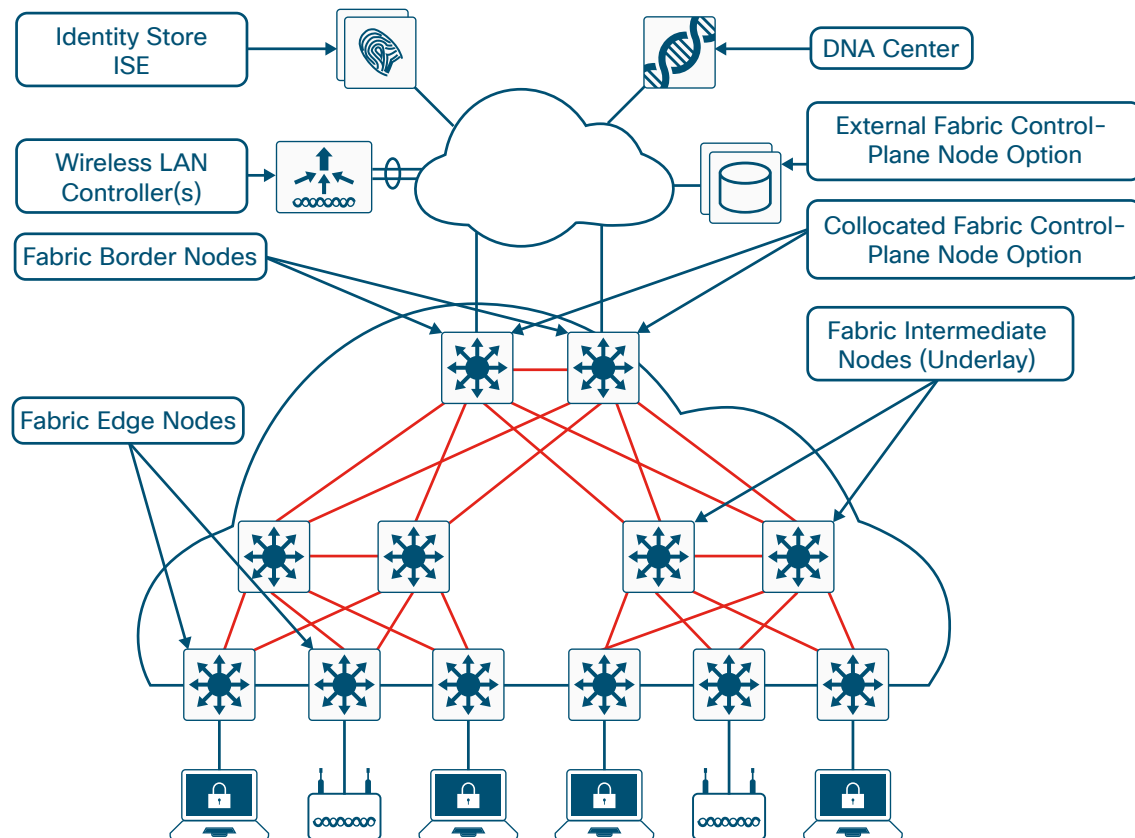 Identity Store
ISE
DNA Center
Wireless LAN
Controller(s)
External Fabric Control-
Plane Node Option
Fabric Border Nodes
Collocated Fabric Control-
Plane Node Option
Fabric Intermediate
Nodes (Underlay)
Fabric Edge Nodes